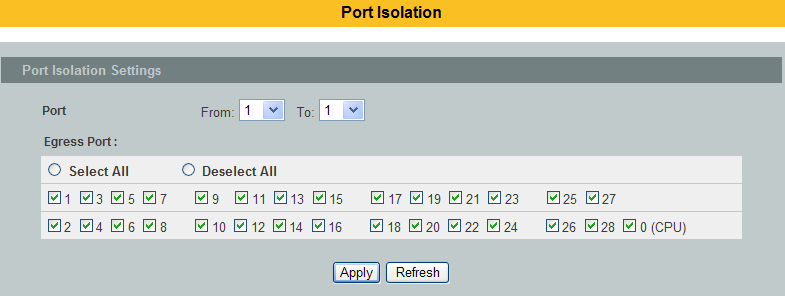 Port Isolation
Port Isolation Settings
Port From: 1 To: 1
Egress Port :
Select All Deselect All
1 3 5 7 9 11 13 15 17 19 21 23 25 27
2 4 6 8 10 12 14 16 18 20 22 24 26 28 0 (CPU)
Apply Refresh